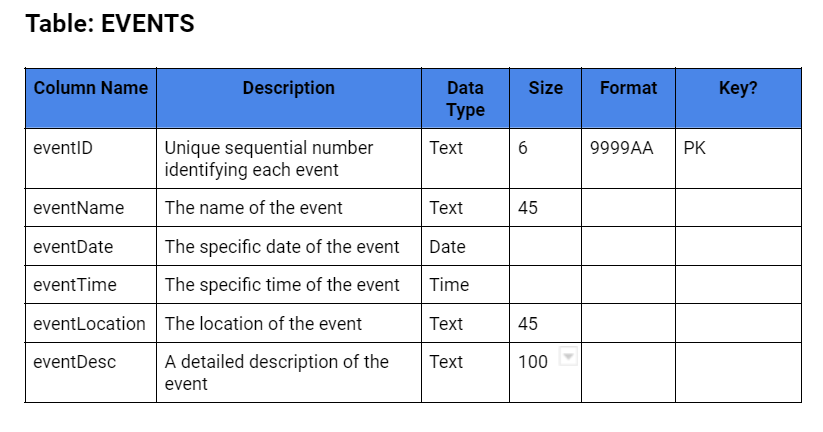 Table: EVENTS
Column Name Description Data Type Size Format Key?
eventID Unique sequential number identifying each event Text 6 9999AA PK
eventName The name of the event Text 45
eventDate The specific date of the event Date
eventTime The specific time of the event Time
eventLocation The location of the event Text 45
eventDesc A detailed description of the event Text 100